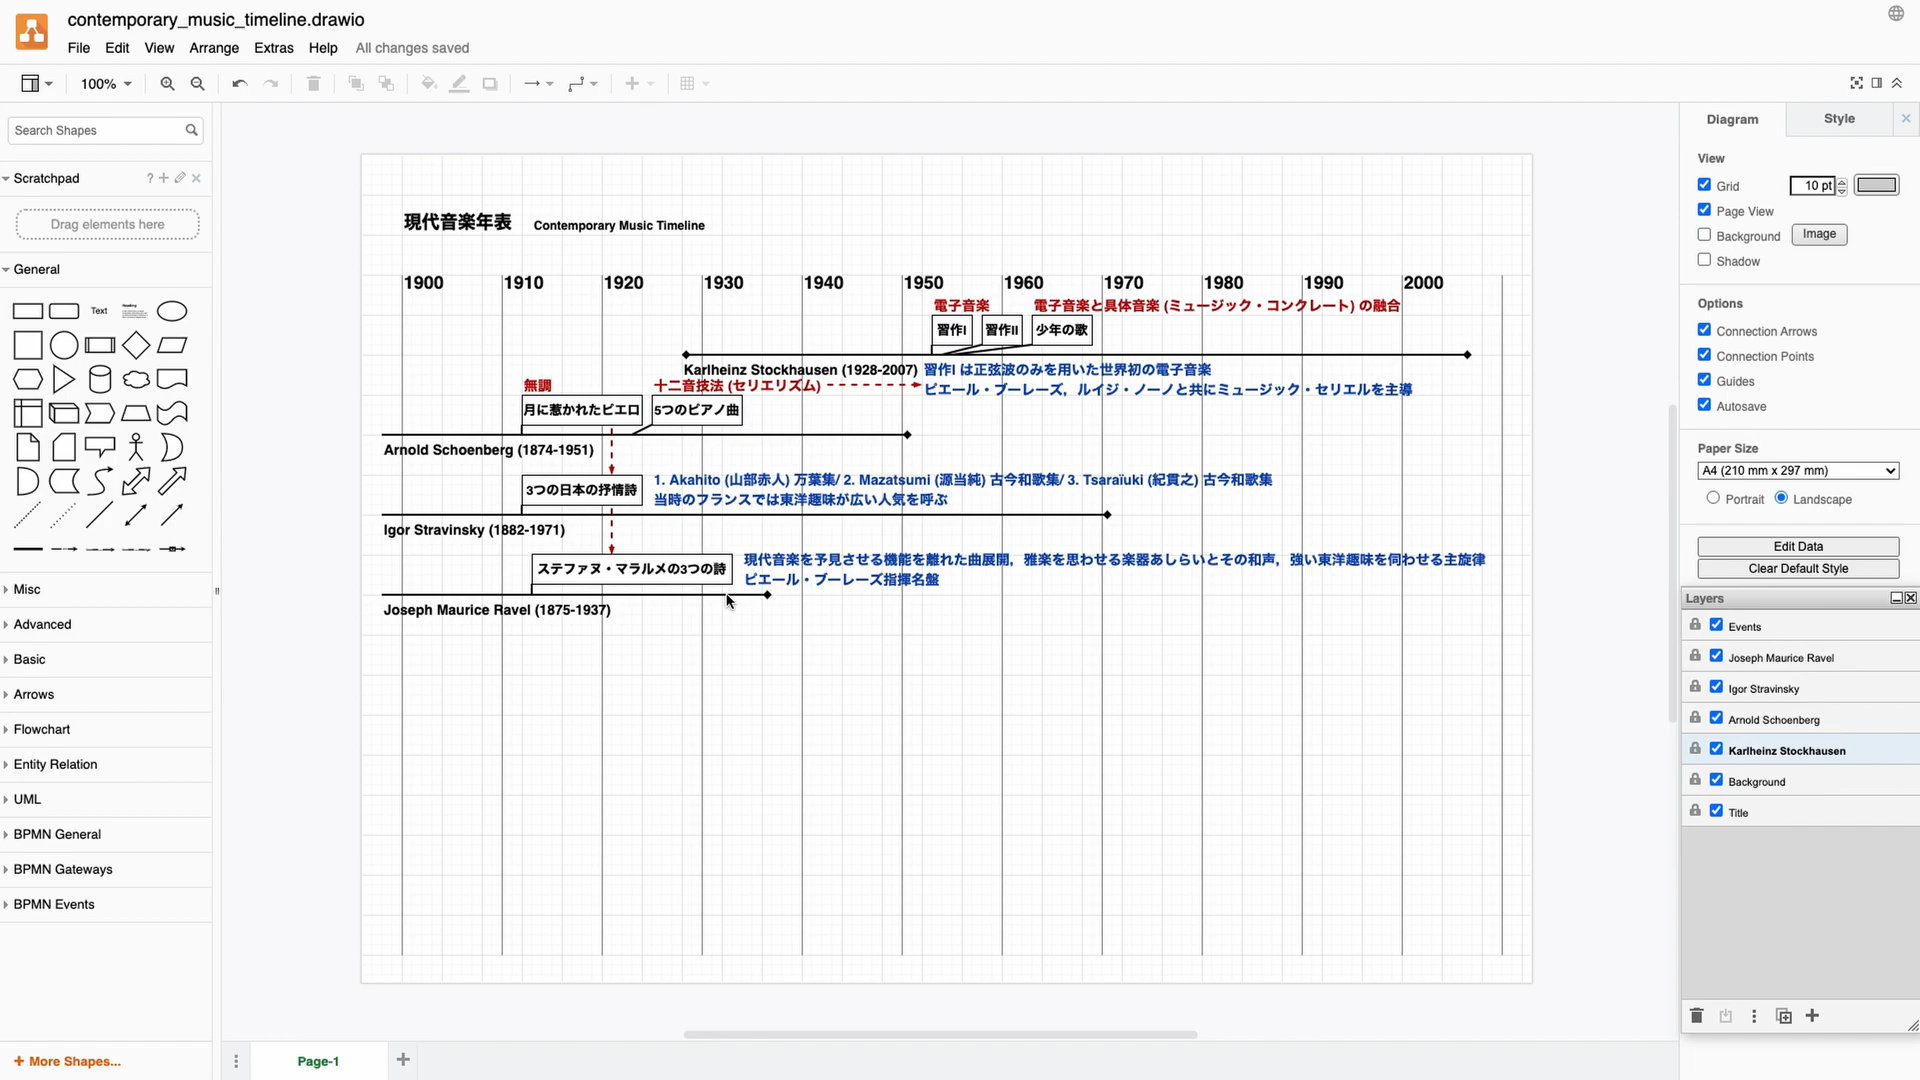 contemporary_music_timeline.drawio
File Edit View Arrange Extras Help All changes saved
100%
Search Shapes
Scratchpad
?
Drag elements here
General
Text
Heading
Misc
Advanced
Basic
Arrows
Flowchart
Entity Relation
UML
BPMN General
BPMN Gateways
BPMN Events
+ More Shapes...
現代音楽年表 Contemporary Music Timeline
1900 1910 1920 1930 1940 1950 1960 1970 1980 1990 2000
電子音楽 電子音楽と具体音楽 (ミュージック・コンクレート) の融合
習作I 習作II 少年の歌
Karlheinz Stockhausen (1928-2007) 習作I は正弦波のみを用いた世界初の電子音楽
ピエール・ブーレーズ，ルイジ・ノーノと共にミュージック・セリエルを主導
無調 十二音技法 (セリエリズム)
月に惹かれたピエロ 5つのピアノ曲
Arnold Schoenberg (1874-1951)
3つの日本の抒情詩 1. Akahito (山部赤人) 万葉集/ 2. Mazatsumi (源当純) 古今和歌集/ 3. Tsaraïuki (紀貫之) 古今和歌集
当時のフランスでは東洋趣味が広い人気を呼ぶ
Igor Stravinsky (1882-1971)
ステファヌ・マラルメの3つの詩 現代音楽を予見させる機能を離れた曲展開，雅楽を思わせる楽器あしらいとその和声，強い東洋趣味を伺わせる主旋律
ピエール・ブーレーズ指揮名盤
Joseph Maurice Ravel (1875-1937)
Page-1
Diagram Style
View
Grid 10 pt
Page View
Background Image
Shadow
Options
Connection Arrows
Connection Points
Guides
Autosave
Paper Size
A4 (210 mm x 297 mm)
Portrait Landscape
Edit Data
Clear Default Style
Layers
Events
Joseph Maurice Ravel
Igor Stravinsky
Arnold Schoenberg
Karlheinz Stockhausen
Background
Title